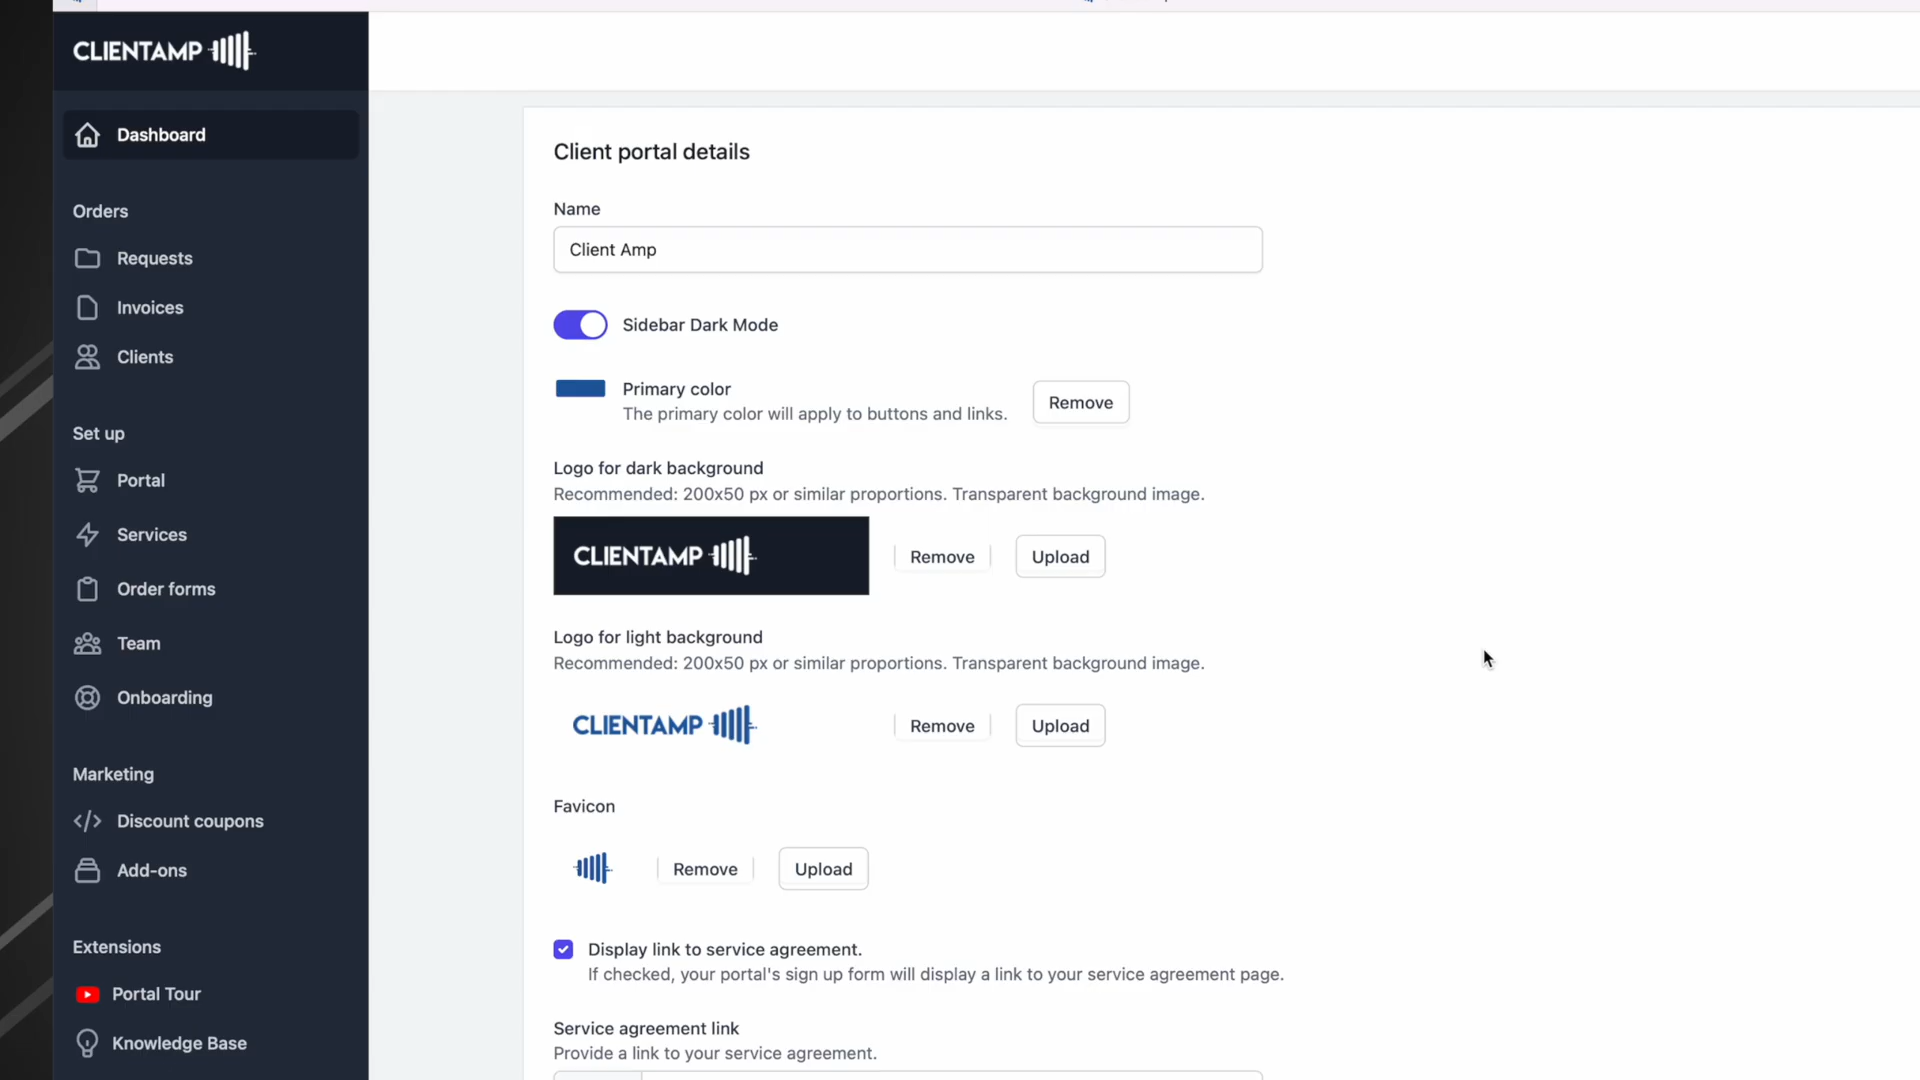 CLIENTAMP
Dashboard
Orders
Requests
Invoices
Clients
Set up
Portal
Services
Order forms
Team
Onboarding
Marketing
Discount coupons
Add-ons
Extensions
Portal Tour
Knowledge Base
Client portal details
Name
Client Amp
Sidebar Dark Mode
Primary color
The primary color will apply to buttons and links.
Remove
Logo for dark background
Recommended: 200x50 px or similar proportions. Transparent background image.
CLIENTAMP
Remove
Upload
Logo for light background
Recommended: 200x50 px or similar proportions. Transparent background image.
CLIENTAMP
Remove
Upload
Favicon
Remove
Upload
Display link to service agreement.
If checked, your portal's sign up form will display a link to your service agreement page.
Service agreement link
Provide a link to your service agreement.